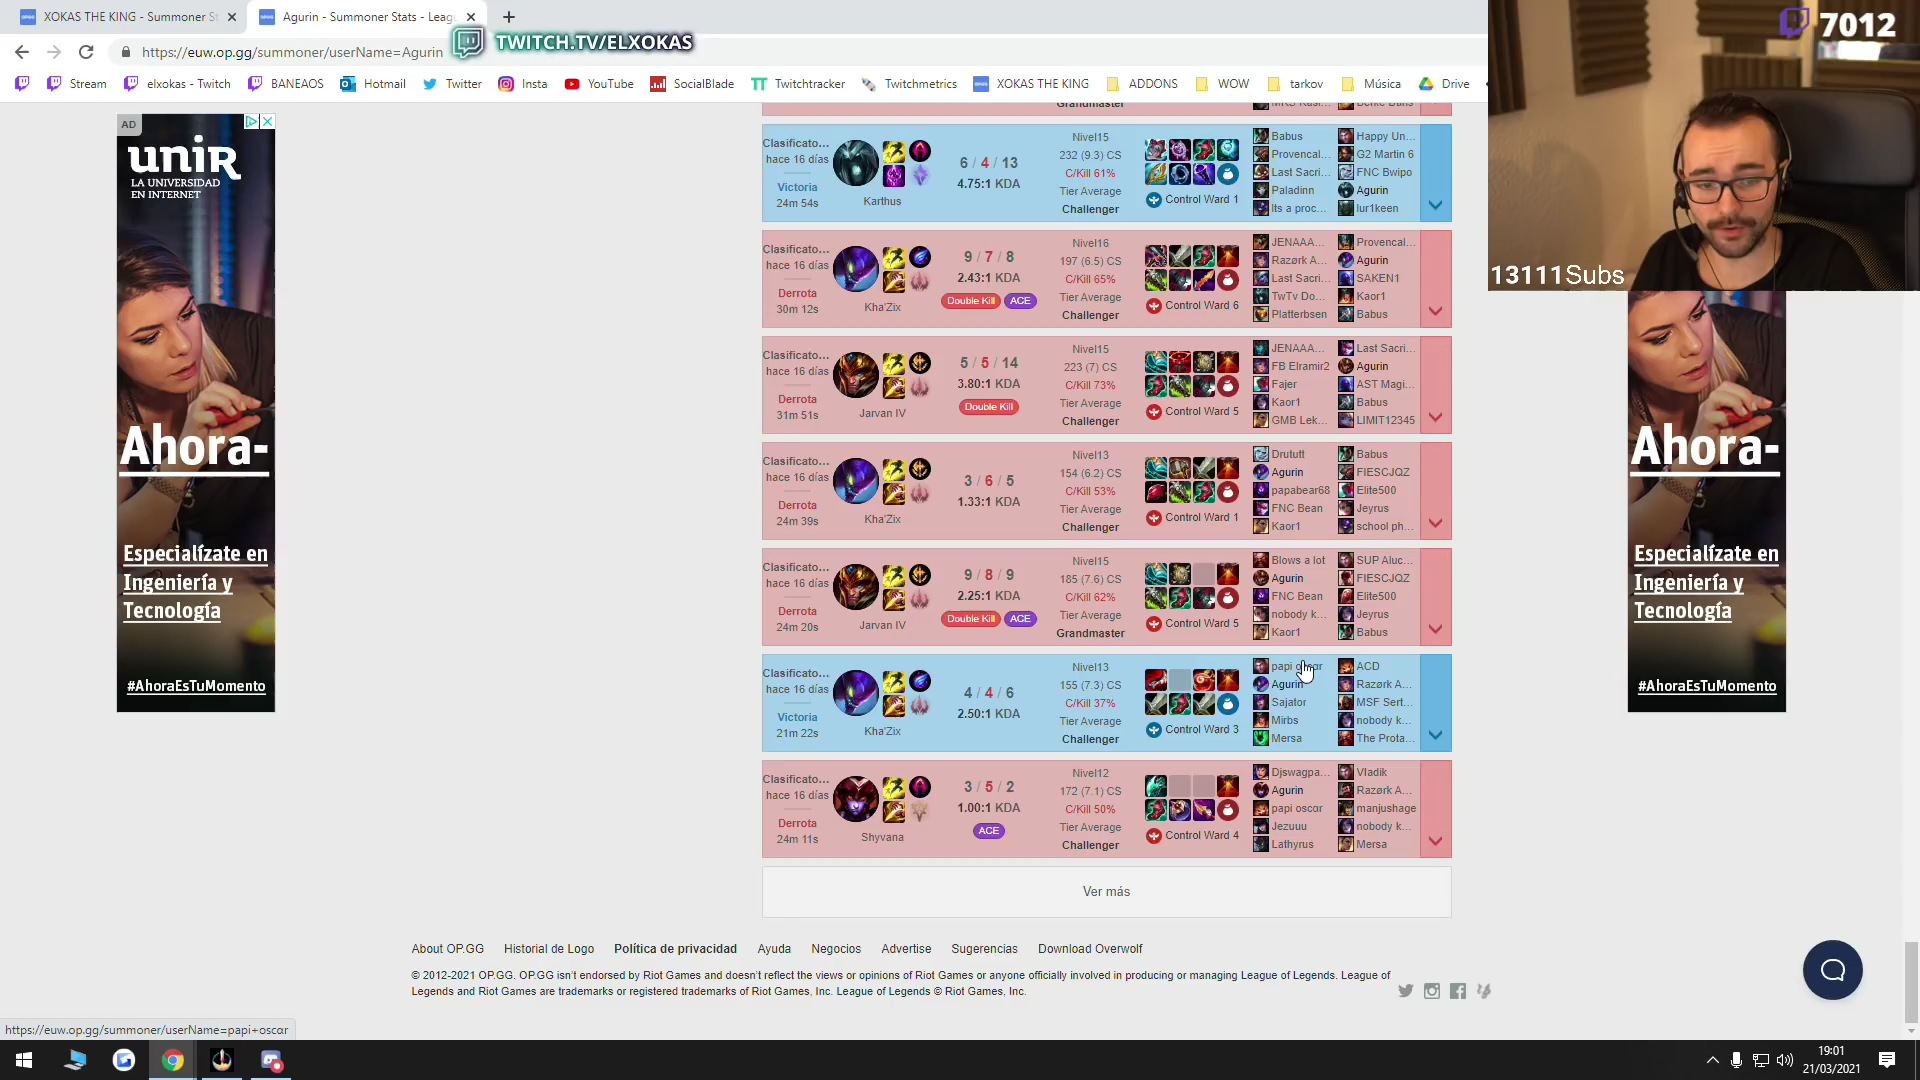 XOKAS THE KING - Summoner St
Agurin - Summoner Stats - Leag
https://euw.op.gg/summoner/userName=Agurin
TWITCH.TV/ELXOKAS
7012
Stream
elxokas - Twitch
BANEAOS
Hotmail
Twitter
Insta
YouTube
SocialBlade
Twitchtracker
Twitchmetrics
XOKAS THE KING
ADDONS
WOW
tarkov
Música
Drive
13111Subs
AD
unir
LA UNIVERSIDAD
EN INTERNET
Ahora-
Especialízate en
Ingeniería y
Tecnología
#AhoraEsTuMomento
Grandmaster
Clasificato...
hace 16 días
Victoria
24m 54s
Karthus
6 / 4 / 13
4.75:1 KDA
Nivel15
232 (9.3) CS
C/Kill 61%
Tier Average
Challenger
Control Ward 1
Babus
Provencal...
Last Sacri...
Paladinn
Its a proc...
Happy Un...
G2 Martin 6
FNC Bwipo
Agurin
lur1keen
Clasificato...
hace 16 días
Derrota
30m 12s
Kha'Zix
9 / 7 / 8
2.43:1 KDA
Double Kill
ACE
Nivel16
197 (6.5) CS
C/Kill 65%
Tier Average
Challenger
Control Ward 6
JENAAA...
Razørk A...
Last Sacri...
TwTv Do...
Platterbsen
Provencal...
Agurin
SAKEN1
Kaor1
Babus
Clasificato...
hace 16 días
Derrota
31m 51s
Jarvan IV
5 / 5 / 14
3.80:1 KDA
Double Kill
Nivel15
223 (7) CS
C/Kill 73%
Tier Average
Challenger
Control Ward 5
JENAAA...
FB Elramir2
Fajer
Kaor1
GMB Lek...
Last Sacri...
Agurin
AST Magi...
Babus
LIMIT12345
Clasificato...
hace 16 días
Derrota
24m 39s
Kha'Zix
3 / 6 / 5
1.33:1 KDA
Nivel13
154 (6.2) CS
C/Kill 53%
Tier Average
Challenger
Control Ward 1
Drututt
Agurin
papabear68
FNC Bean
Kaor1
Babus
FIESCJQZ
Elite500
Jeyrus
school ph...
Clasificato...
hace 16 días
Derrota
24m 20s
Jarvan IV
9 / 8 / 9
2.25:1 KDA
Double Kill
ACE
Nivel15
185 (7.6) CS
C/Kill 62%
Tier Average
Grandmaster
Control Ward 5
Blows a lot
Agurin
FNC Bean
nobody k...
Kaor1
SUP Aluc...
FIESCJQZ
Elite500
Jeyrus
Babus
Clasificato...
hace 16 días
Victoria
21m 22s
Kha'Zix
4 / 4 / 6
2.50:1 KDA
Nivel13
155 (7.3) CS
C/Kill 37%
Tier Average
Challenger
Control Ward 3
papi oscɑr
Agurin
Sajator
Mirbs
Mersa
ACD
Razørk A...
MSF Sert...
nobody k...
The Prota...
Clasificato...
hace 16 días
Derrota
24m 11s
Shyvana
3 / 5 / 2
1.00:1 KDA
ACE
Nivel12
172 (7.1) CS
C/Kill 50%
Tier Average
Challenger
Control Ward 4
Djswagpa...
Agurin
papi oscɑr
Jezuuu
Lathyrus
Vladik
Razørk A...
manjushage
nobody k...
Mersa
Ahora-
Especialízate en
Ingeniería y
Tecnología
#AhoraEsTuMomento
Ver más
About OP.GG
Historial de Logo
Política de privacidad
Ayuda
Negocios
Advertise
Sugerencias
Download Overwolf
© 2012-2021 OP.GG. OP.GG isn't endorsed by Riot Games and doesn't reflect the views or opinions of Riot Games or anyone officially involved in producing or managing League of Legends. League of
Legends and Riot Games are trademarks or registered trademarks of Riot Games, Inc. League of Legends © Riot Games, Inc.
https://euw.op.gg/summoner/userName=papi+oscɑr
19:01
21/03/2021